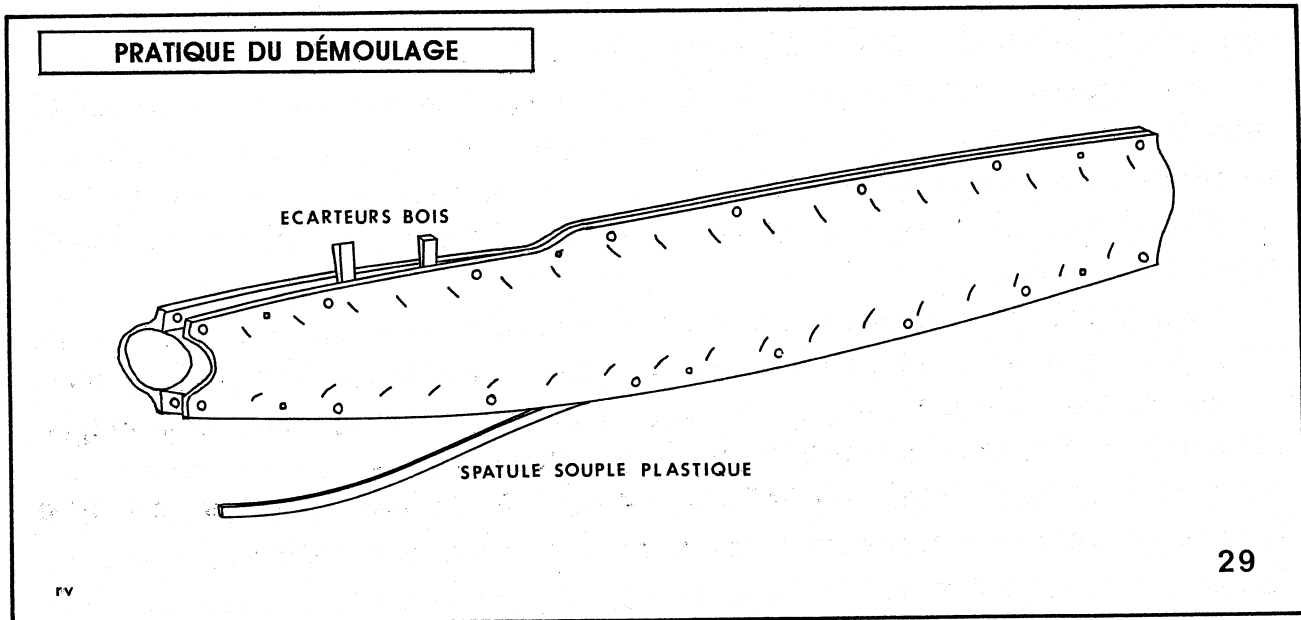 PRATIQUE DU DÉMOULAGE
ECARTEURS BOIS
SPATULE SOUPLE PLASTIQUE
29
rv